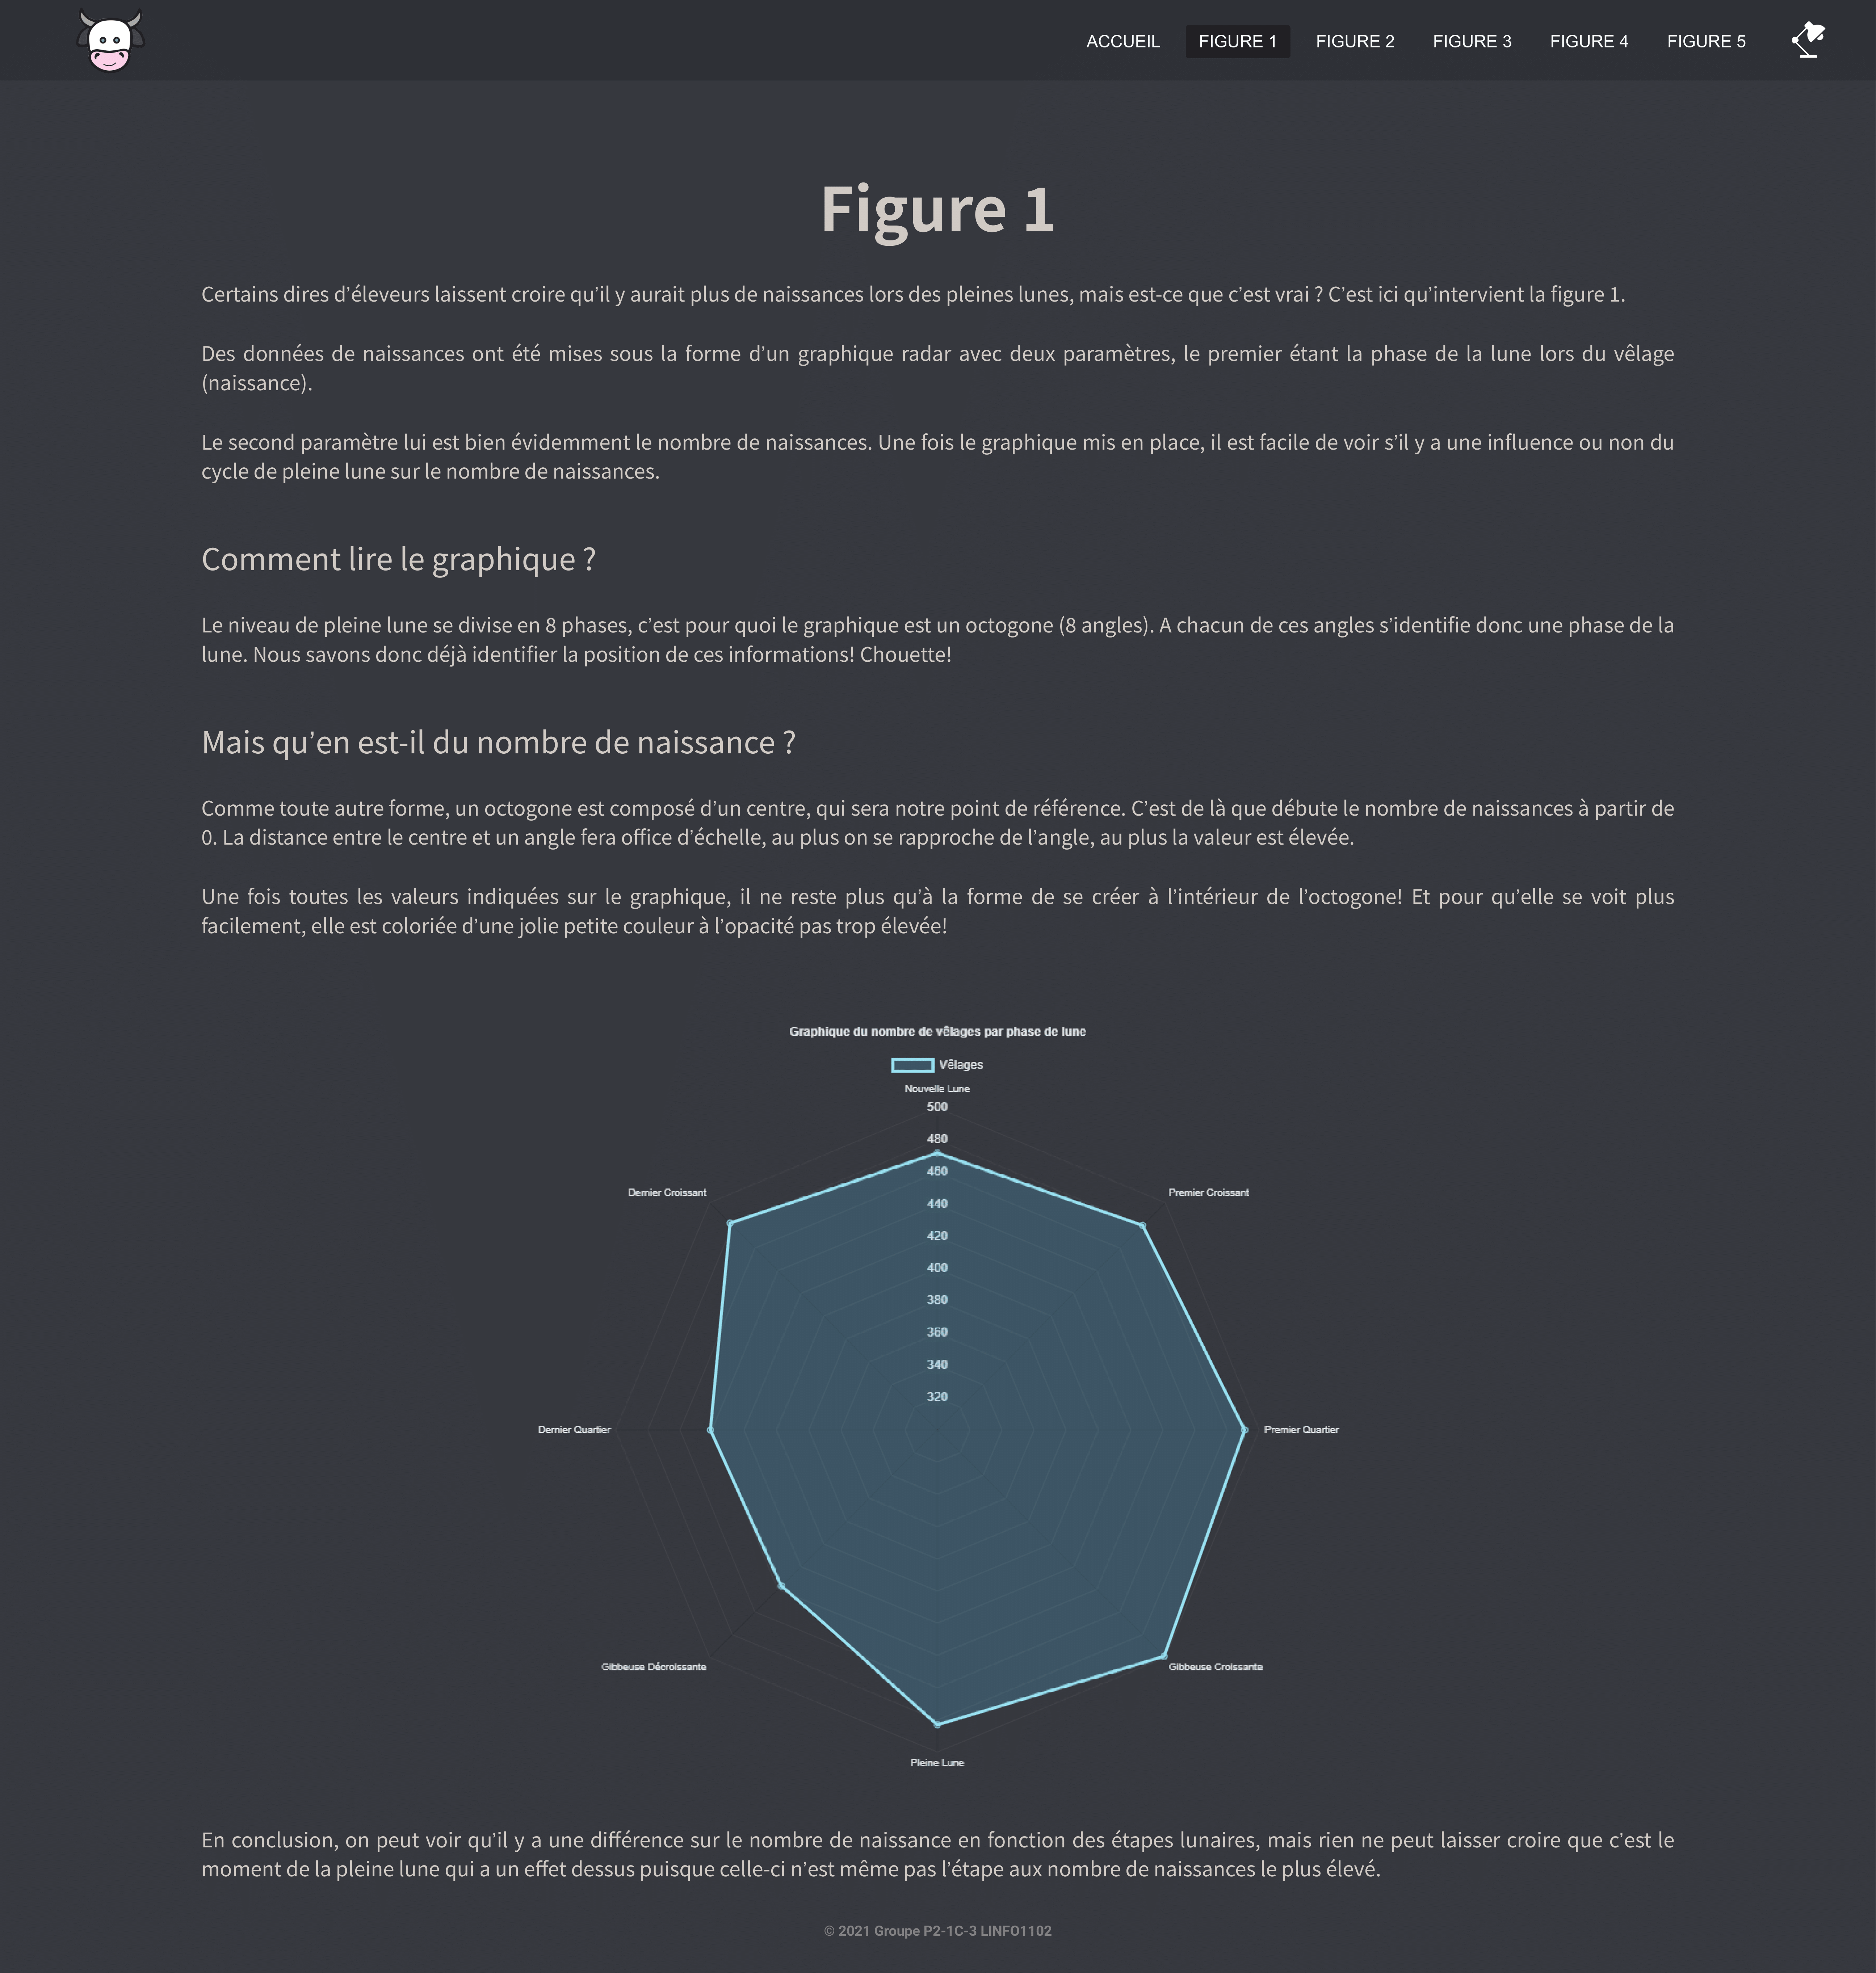 ACCUEIL FIGURE 1 FIGURE 2 FIGURE 3 FIGURE 4 FIGURE 5
Figure 1
Certains dires d’éleveurs laissent croire qu’il y aurait plus de naissances lors des pleines lunes, mais est-ce que c’est vrai ? C’est ici qu’intervient la figure 1.
Des données de naissances ont été mises sous la forme d’un graphique radar avec deux paramètres, le premier étant la phase de la lune lors du vêlage
(naissance).
Le second paramètre lui est bien évidemment le nombre de naissances. Une fois le graphique mis en place, il est facile de voir s’il y a une influence ou non du
cycle de pleine lune sur le nombre de naissances.
Comment lire le graphique ?
Le niveau de pleine lune se divise en 8 phases, c’est pour quoi le graphique est un octogone (8 angles). A chacun de ces angles s’identifie donc une phase de la
lune. Nous savons donc déjà identifier la position de ces informations! Chouette!
Mais qu’en est-il du nombre de naissance ?
Comme toute autre forme, un octogone est composé d’un centre, qui sera notre point de référence. C’est de là que débute le nombre de naissances à partir de
0. La distance entre le centre et un angle fera office d’échelle, au plus on se rapproche de l’angle, au plus la valeur est élevée.
Une fois toutes les valeurs indiquées sur le graphique, il ne reste plus qu’à la forme de se créer à l’intérieur de l’octogone! Et pour qu’elle se voit plus
facilement, elle est coloriée d’une jolie petite couleur à l’opacité pas trop élevée!
Graphique du nombre de vêlages par phase de lune
Vêlages
Nouvelle Lune
500
480
460
Dernier Croissant
Premier Croissant
440
420
400
380
360
340
320
Dernier Quartier
Premier Quartier
Gibbeuse Décroissante
Gibbeuse Croissante
Pleine Lune
En conclusion, on peut voir qu’il y a une différence sur le nombre de naissance en fonction des étapes lunaires, mais rien ne peut laisser croire que c’est le
moment de la pleine lune qui a un effet dessus puisque celle-ci n’est même pas l’étape aux nombre de naissances le plus élevé.
© 2021 Groupe P2-1C-3 LINFO1102